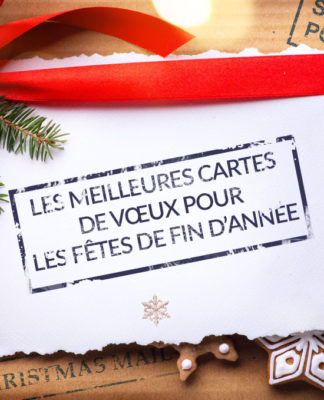 LES MEILLEURES CARTES
DE VŒUX POUR
LES FÊTES DE FIN D'ANNÉE
CHRISTMAS MAIL